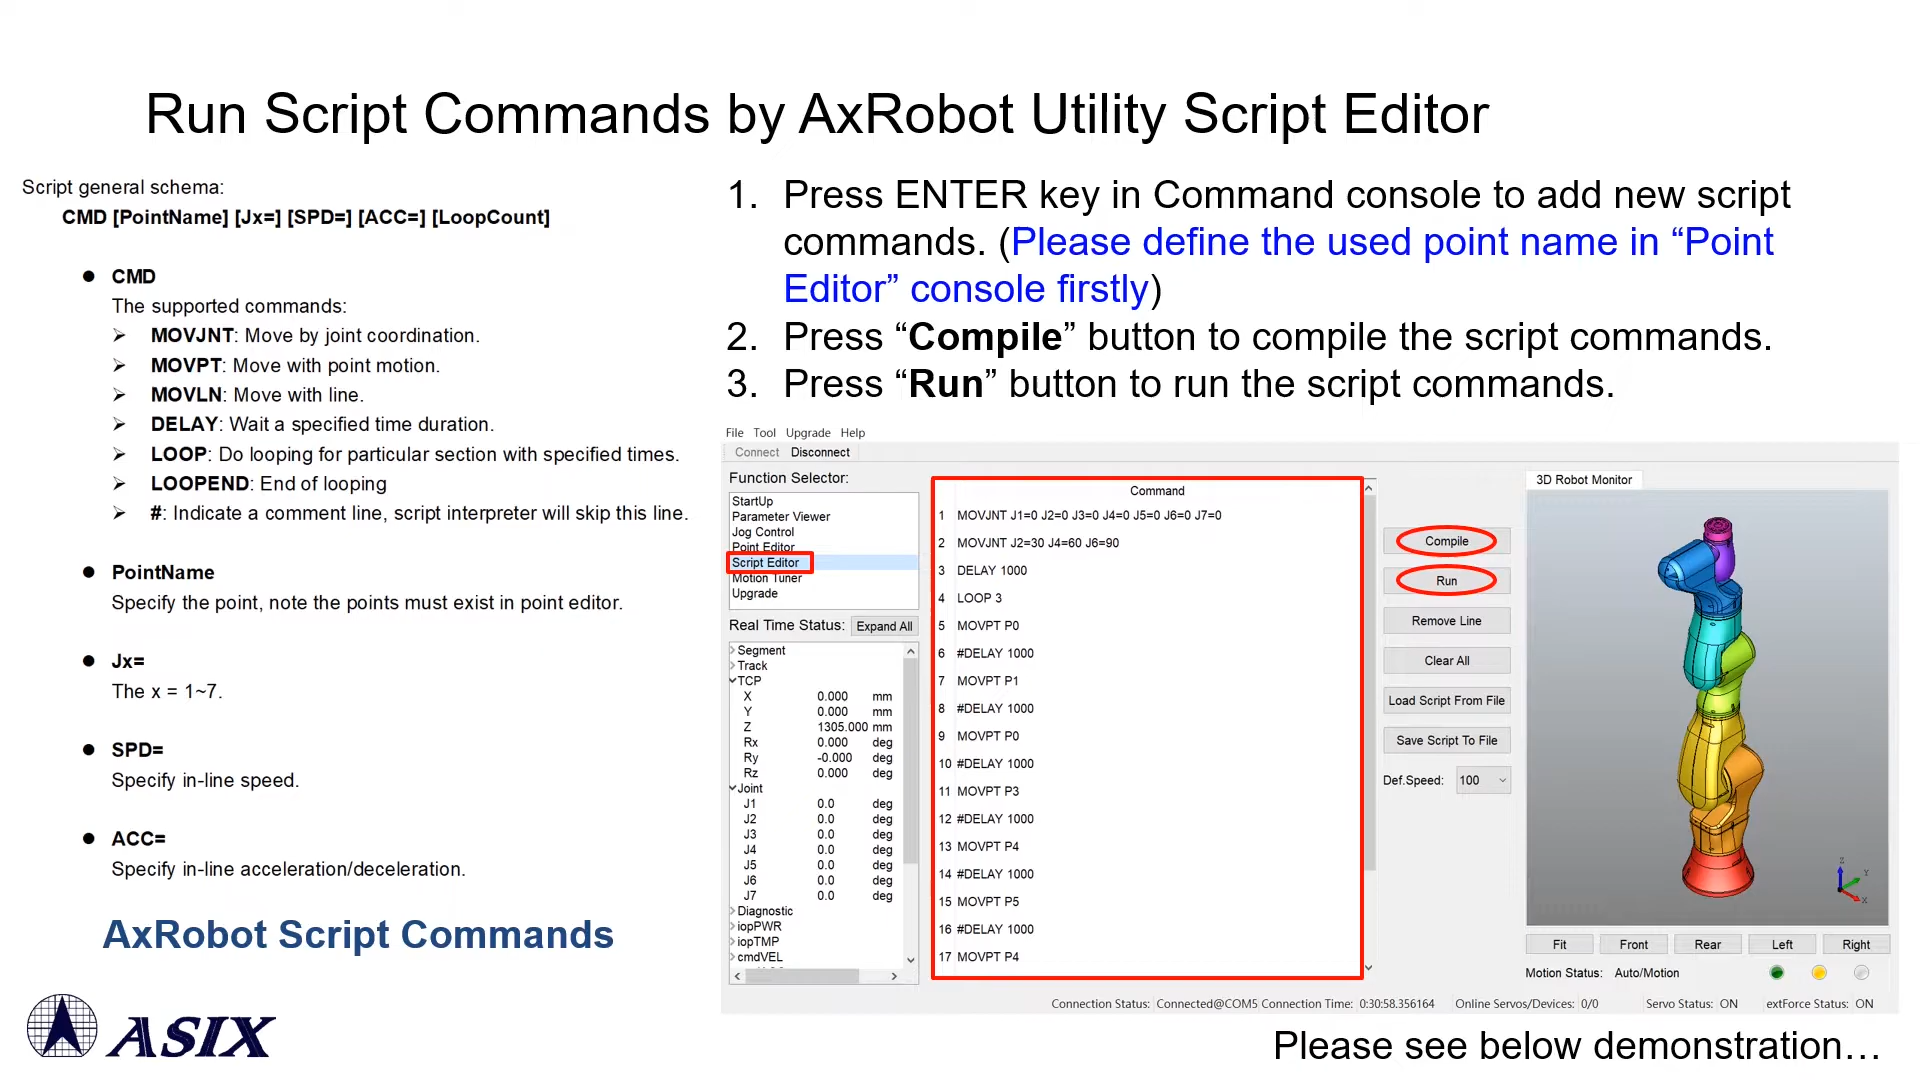 Run Script Commands by AxRobot Utility Script Editor
Script general schema:
CMD [PointName] [Jx=] [SPD=] [ACC=] [LoopCount]
● CMD
The supported commands:
➢ MOVJNT: Move by joint coordination.
➢ MOVPT: Move with point motion.
➢ MOVLN: Move with line.
➢ DELAY: Wait a specified time duration.
➢ LOOP: Do looping for particular section with specified times.
➢ LOOPEND: End of looping
➢ #: Indicate a comment line, script interpreter will skip this line.
● PointName
Specify the point, note the points must exist in point editor.
● Jx=
The x = 1~7.
● SPD=
Specify in-line speed.
● ACC=
Specify in-line acceleration/deceleration.
AxRobot Script Commands
ASIX
1. Press ENTER key in Command console to add new script
commands. (Please define the used point name in “Point
Editor” console firstly)
2. Press “Compile” button to compile the script commands.
3. Press “Run” button to run the script commands.
File Tool Upgrade Help
Connect Disconnect
Function Selector:
StartUp
Parameter Viewer
Jog Control
Point Editor
Script Editor
Motion Tuner
Upgrade
Real Time Status: Expand All
Segment
Track
TCP
X 0.000 mm
Y 0.000 mm
Z 1305.000 mm
Rx 0.000 deg
Ry -0.000 deg
Rz 0.000 deg
Joint
J1 0.0 deg
J2 0.0 deg
J3 0.0 deg
J4 0.0 deg
J5 0.0 deg
J6 0.0 deg
J7 0.0 deg
Diagnostic
iopPWR
iopTMP
cmdVEL
Command
1 MOVJNT J1=0 J2=0 J3=0 J4=0 J5=0 J6=0 J7=0
2 MOVJNT J2=30 J4=60 J6=90
3 DELAY 1000
4 LOOP 3
5 MOVPT P0
6 #DELAY 1000
7 MOVPT P1
8 #DELAY 1000
9 MOVPT P0
10 #DELAY 1000
11 MOVPT P3
12 #DELAY 1000
13 MOVPT P4
14 #DELAY 1000
15 MOVPT P5
16 #DELAY 1000
17 MOVPT P4
Compile
Run
Remove Line
Clear All
Load Script From File
Save Script To File
Def.Speed: 100
3D Robot Monitor
Z
Y
X
Fit Front Rear Left Right
Motion Status: Auto/Motion
Connection Status: Connected@COM5 Connection Time: 0:30:58.356164 Online Servos/Devices: 0/0 Servo Status: ON extForce Status: ON
Please see below demonstration…